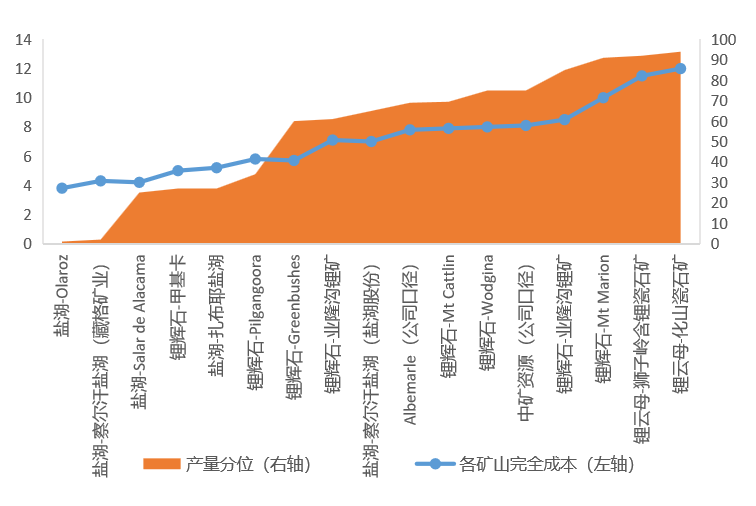 14
12
10
8
6
4
2
0
100
90
80
70
60
50
40
30
20
10
0
盐湖-Olaroz
盐湖-察尔汗盐湖（藏格矿业）
盐湖-Salar de Alacama
锂辉石-甲基卡
盐湖-扎布耶盐湖
锂辉石-Pilgangoora
锂辉石-Greenbushes
锂辉石-业隆沟锂矿
盐湖-察尔汗盐湖（盐湖股份）
Albemarle（公司口径）
锂辉石-Mt Cattlin
锂辉石-Wodgina
中矿资源（公司口径）
锂辉石-业隆沟锂矿
锂辉石-Mt Marion
锂云母-狮子岭含锂瓷石矿
锂云母-化山瓷石矿
产量分位（右轴）
各矿山完全成本（左轴）